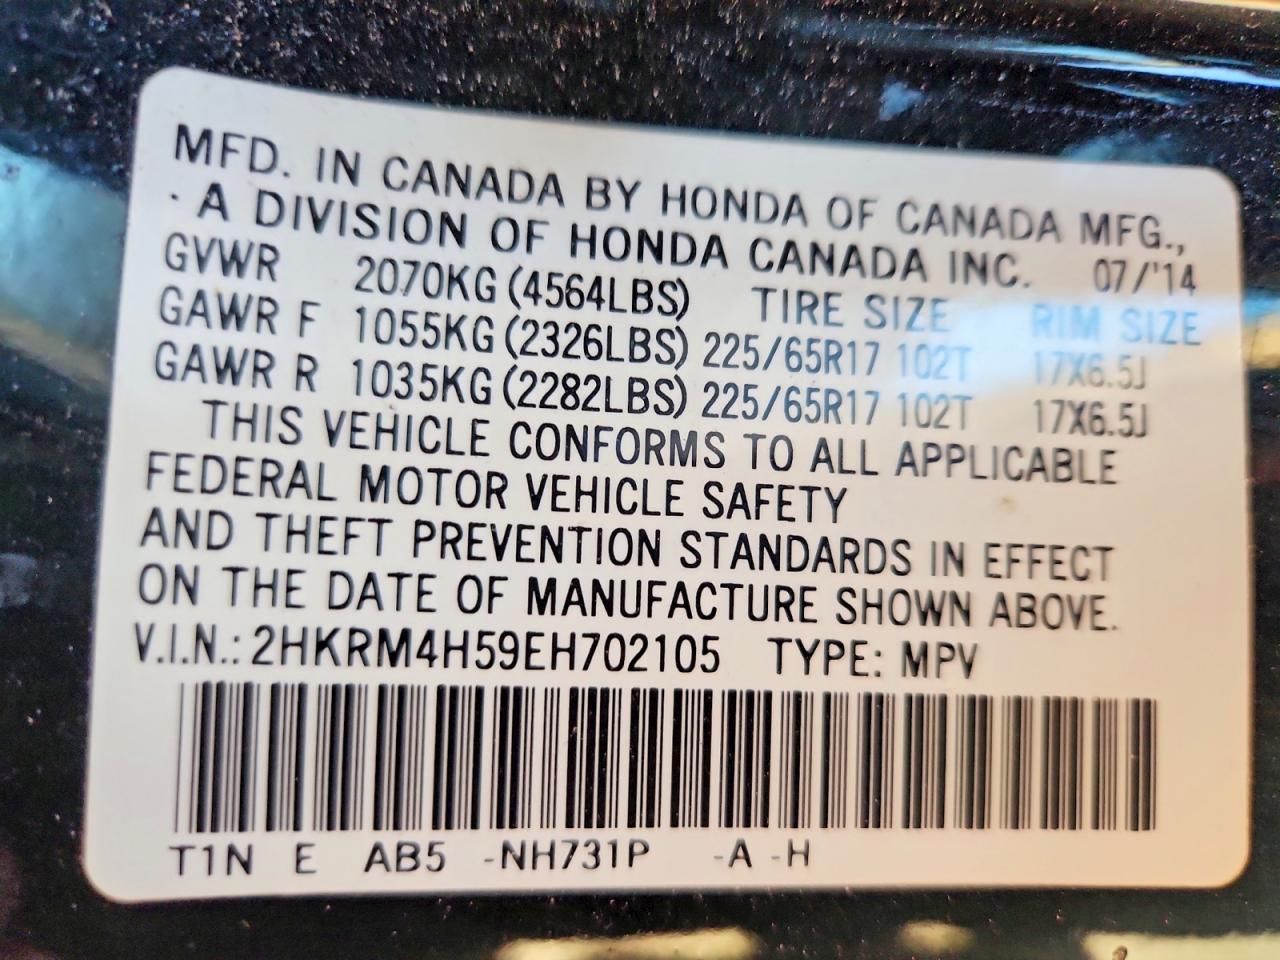 MFD. IN CANADA BY HONDA OF CANADA MFG.,
· A DIVISION OF HONDA CANADA INC. 07/'14
GVWR 2070KG (4564LBS) TIRE SIZE RIM SIZE
GAWR F 1055KG (2326LBS) 225/65R17 102T 17X6.5J
GAWR R 1035KG (2282LBS) 225/65R17 102T 17X6.5J
THIS VEHICLE CONFORMS TO ALL APPLICABLE
FEDERAL MOTOR VEHICLE SAFETY
AND THEFT PREVENTION STANDARDS IN EFFECT
ON THE DATE OF MANUFACTURE SHOWN ABOVE.
V.I.N.: 2HKRM4H59EH702105 TYPE: MPV
T1N E AB5 -NH731P -A -H